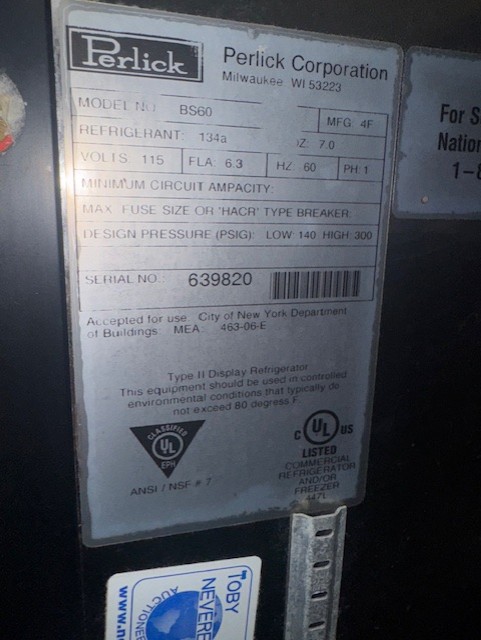 Perlick
Perlick Corporation
Milwaukee WI 53223
MODEL NO BS60 MFG: 4F
REFRIGERANT: 134a OZ: 7.0
VOLTS: 115 FLA: 6.3 HZ: 60 PH: 1
MINIMUM CIRCUIT AMPACITY:
MAX. FUSE SIZE OR "HACR" TYPE BREAKER:
DESIGN PRESSURE (PSIG): LOW 140 HIGH: 300
SERIAL NO.: 639820
Accepted for use: City of New York Department
of Buildings: MEA: 463-06-E
Type II Display Refrigerator
This equipment should be used in controlled
environmental conditions that typically do
not exceed 80 degress F.
CLASSIFIED
UL
EPH
ANSI / NSF # 7
C UL US
LISTED
COMMERCIAL
REFRIGERATOR
AND/OR
FREEZER
For S
Nation
1-8
TOBY
NEVERE
AUCTIONE
www.n